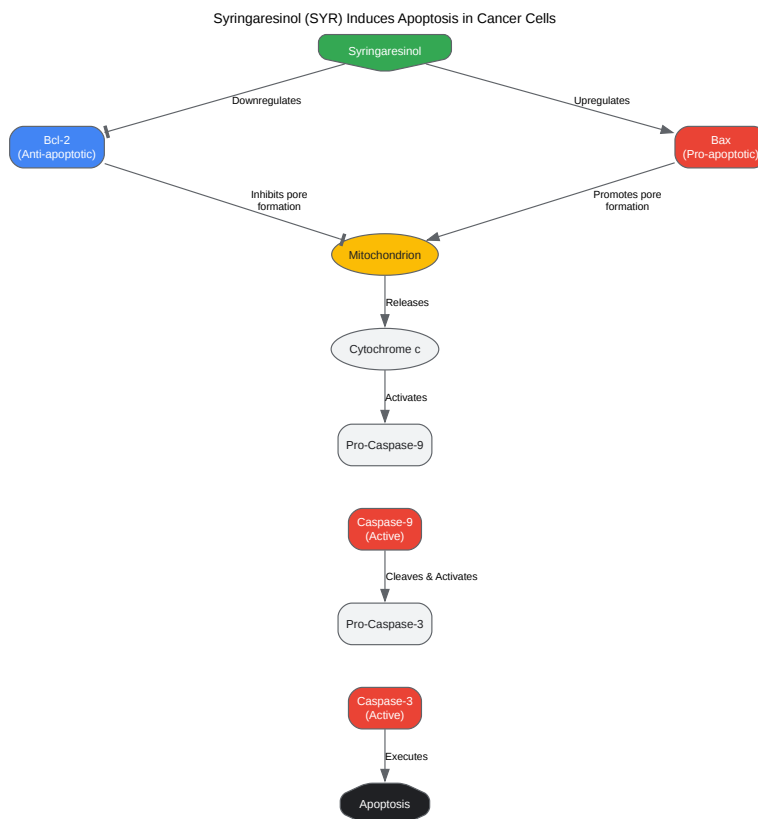 Syringaresinol (SYR) Induces Apoptosis in Cancer Cells
Syringaresinol
Downregulates
Upregulates
Bcl-2
(Anti-apoptotic)
Bax
(Pro-apoptotic)
Inhibits pore
formation
Promotes pore
formation
Mitochondrion
Releases
Cytochrome c
Activates
Pro-Caspase-9
Caspase-9
(Active)
Cleaves & Activates
Pro-Caspase-3
Caspase-3
(Active)
Executes
Apoptosis